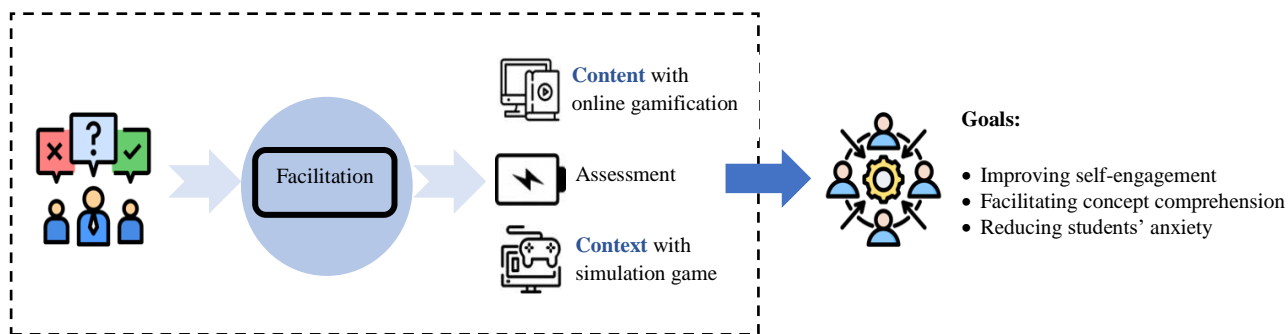 ?
Facilitation
Content with
online gamification
Assessment
Context with
simulation game
Goals:
• Improving self-engagement
• Facilitating concept comprehension
• Reducing students' anxiety